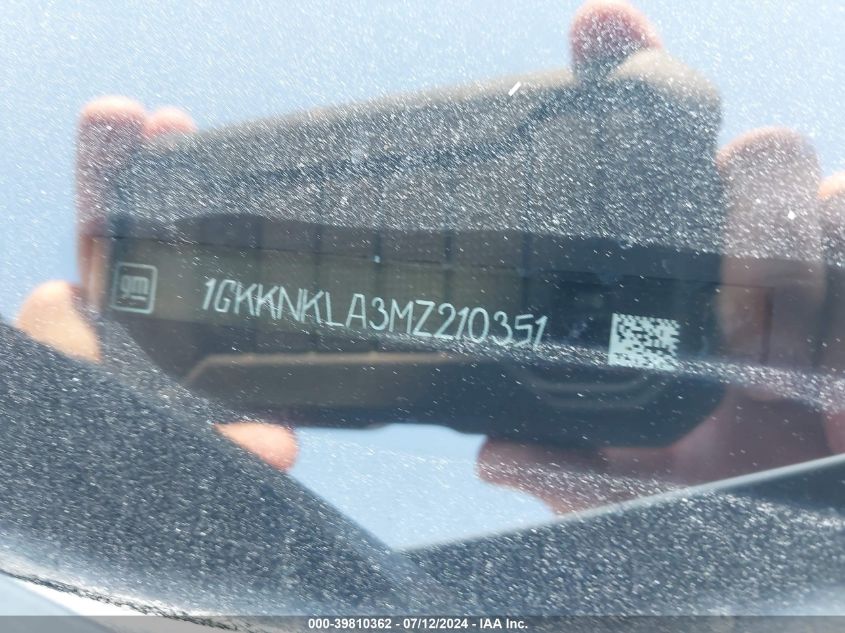 gm 1GKKNKLA3MZ210351
000-39810362 - 07/12/2024 - IAA Inc.